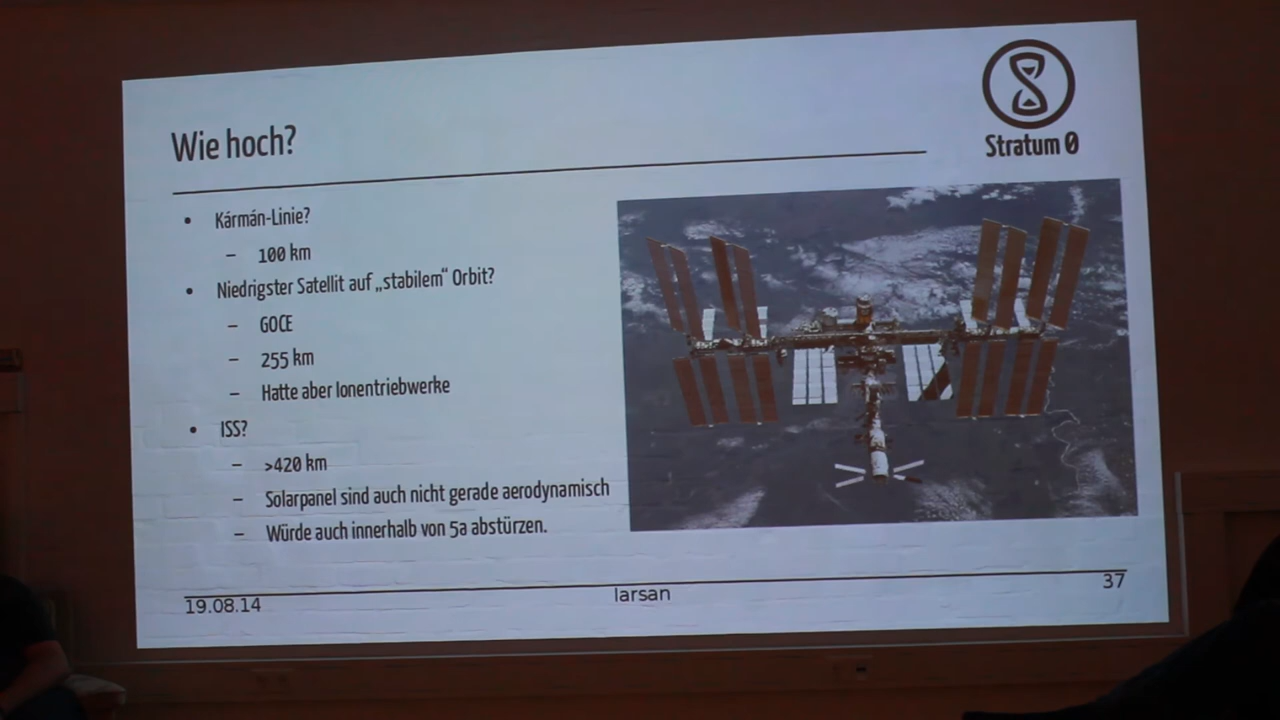 Stratum 0
Wie hoch?
• Kármán-Linie?
– 100 km
• Niedrigster Satellit auf „stabilem“ Orbit?
– GOCE
– 255 km
– Hatte aber Ionentriebwerke
• ISS?
– >420 km
– Solarpanel sind auch nicht gerade aerodynamisch
– Würde auch innerhalb von 5a abstürzen.
19.08.14
larsan
37